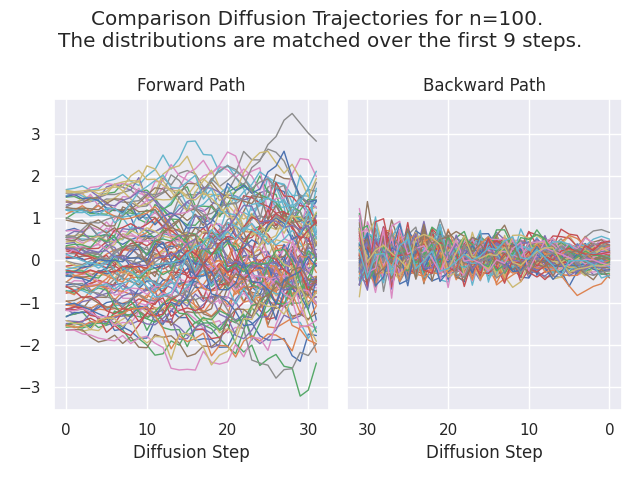 Comparison Diffusion Trajectories for n=100.
The distributions are matched over the first 9 steps.
Forward Path
Backward Path
3
2
1
0
−1
−2
−3
0 10 20 30
30 20 10 0
Diffusion Step
Diffusion Step